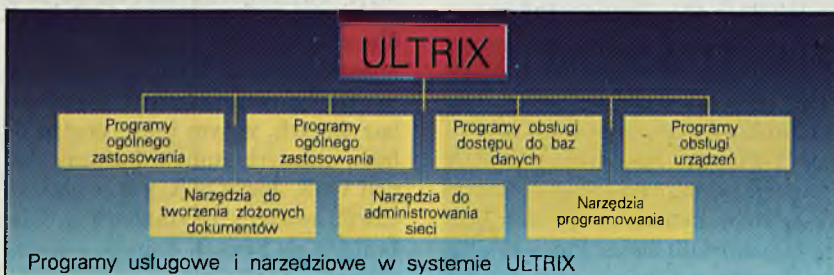 ULTRIX
Programy
ogólnego
zastosowania
Programy
ogólnego
zastosowania
Programy obsługi
dostępu do baz
danych
Programy
obsługi
urządzeń
Narzędzia do
tworzenia złożonych
dokumentów
Narzędzia do
administrowania
sieci
Narzędzia
programowania
Programy usługowe i narzędziowe w systemie ULTRIX